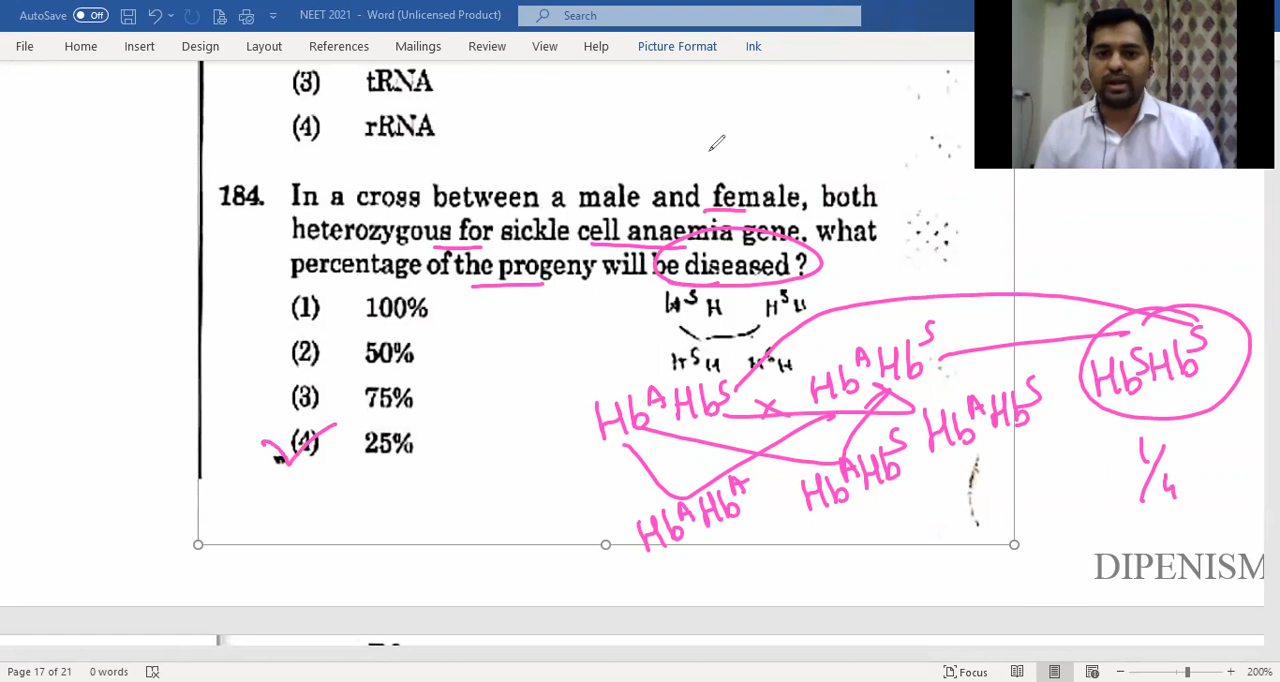 AutoSave Off NEET 2021 - Word (Unlicensed Product) Search
File Home Insert Design Layout References Mailings Review View Help Picture Format Ink
(3) tRNA
(4) rRNA
184. In a cross between a male and female, both
heterozygous for sickle cell anaemia gene, what
percentage of the progeny will be diseased ?
(1) 100%
(2) 50%
(3) 75%
(4) 25%
HbᴬHbˢ × HbᴬHbˢ
HbˢHbˢ
HbᴬHbˢ
HbᴬHbˢ
HbᴬHbᴬ
1/4
DIPENISM
Page 17 of 21 0 words Focus 200%